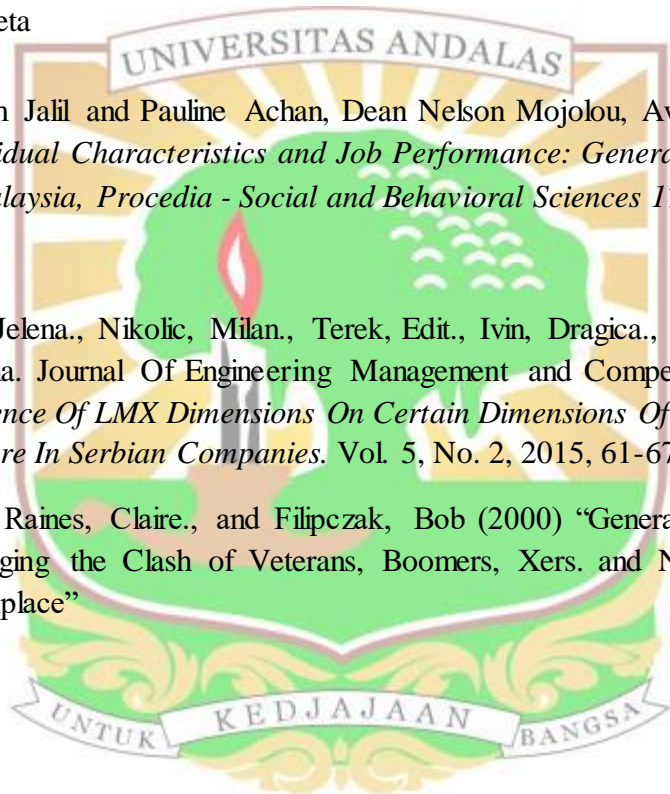 eta
UNIVERSITAS ANDALAS
Jalil and Pauline Achan, Dean Nelson Mojolou,
idual Characteristics and Job Performance: Genera
alaysia, Procedia - Social and Behavioral Sciences
Jelena., Nikolic, Milan., Terek, Edit., Ivin, Dragica.,
na. Journal Of Engineering Management and Compe
ence Of LMX Dimensions On Certain Dimensions Of
re In Serbian Companies. Vol. 5, No. 2, 2015, 61-67
Raines, Claire., and Filipczak, Bob (2000) “Genera
ging the Clash of Veterans, Boomers, Xers. and N
place”
UNTUK KEDJAJAAN BANGSA